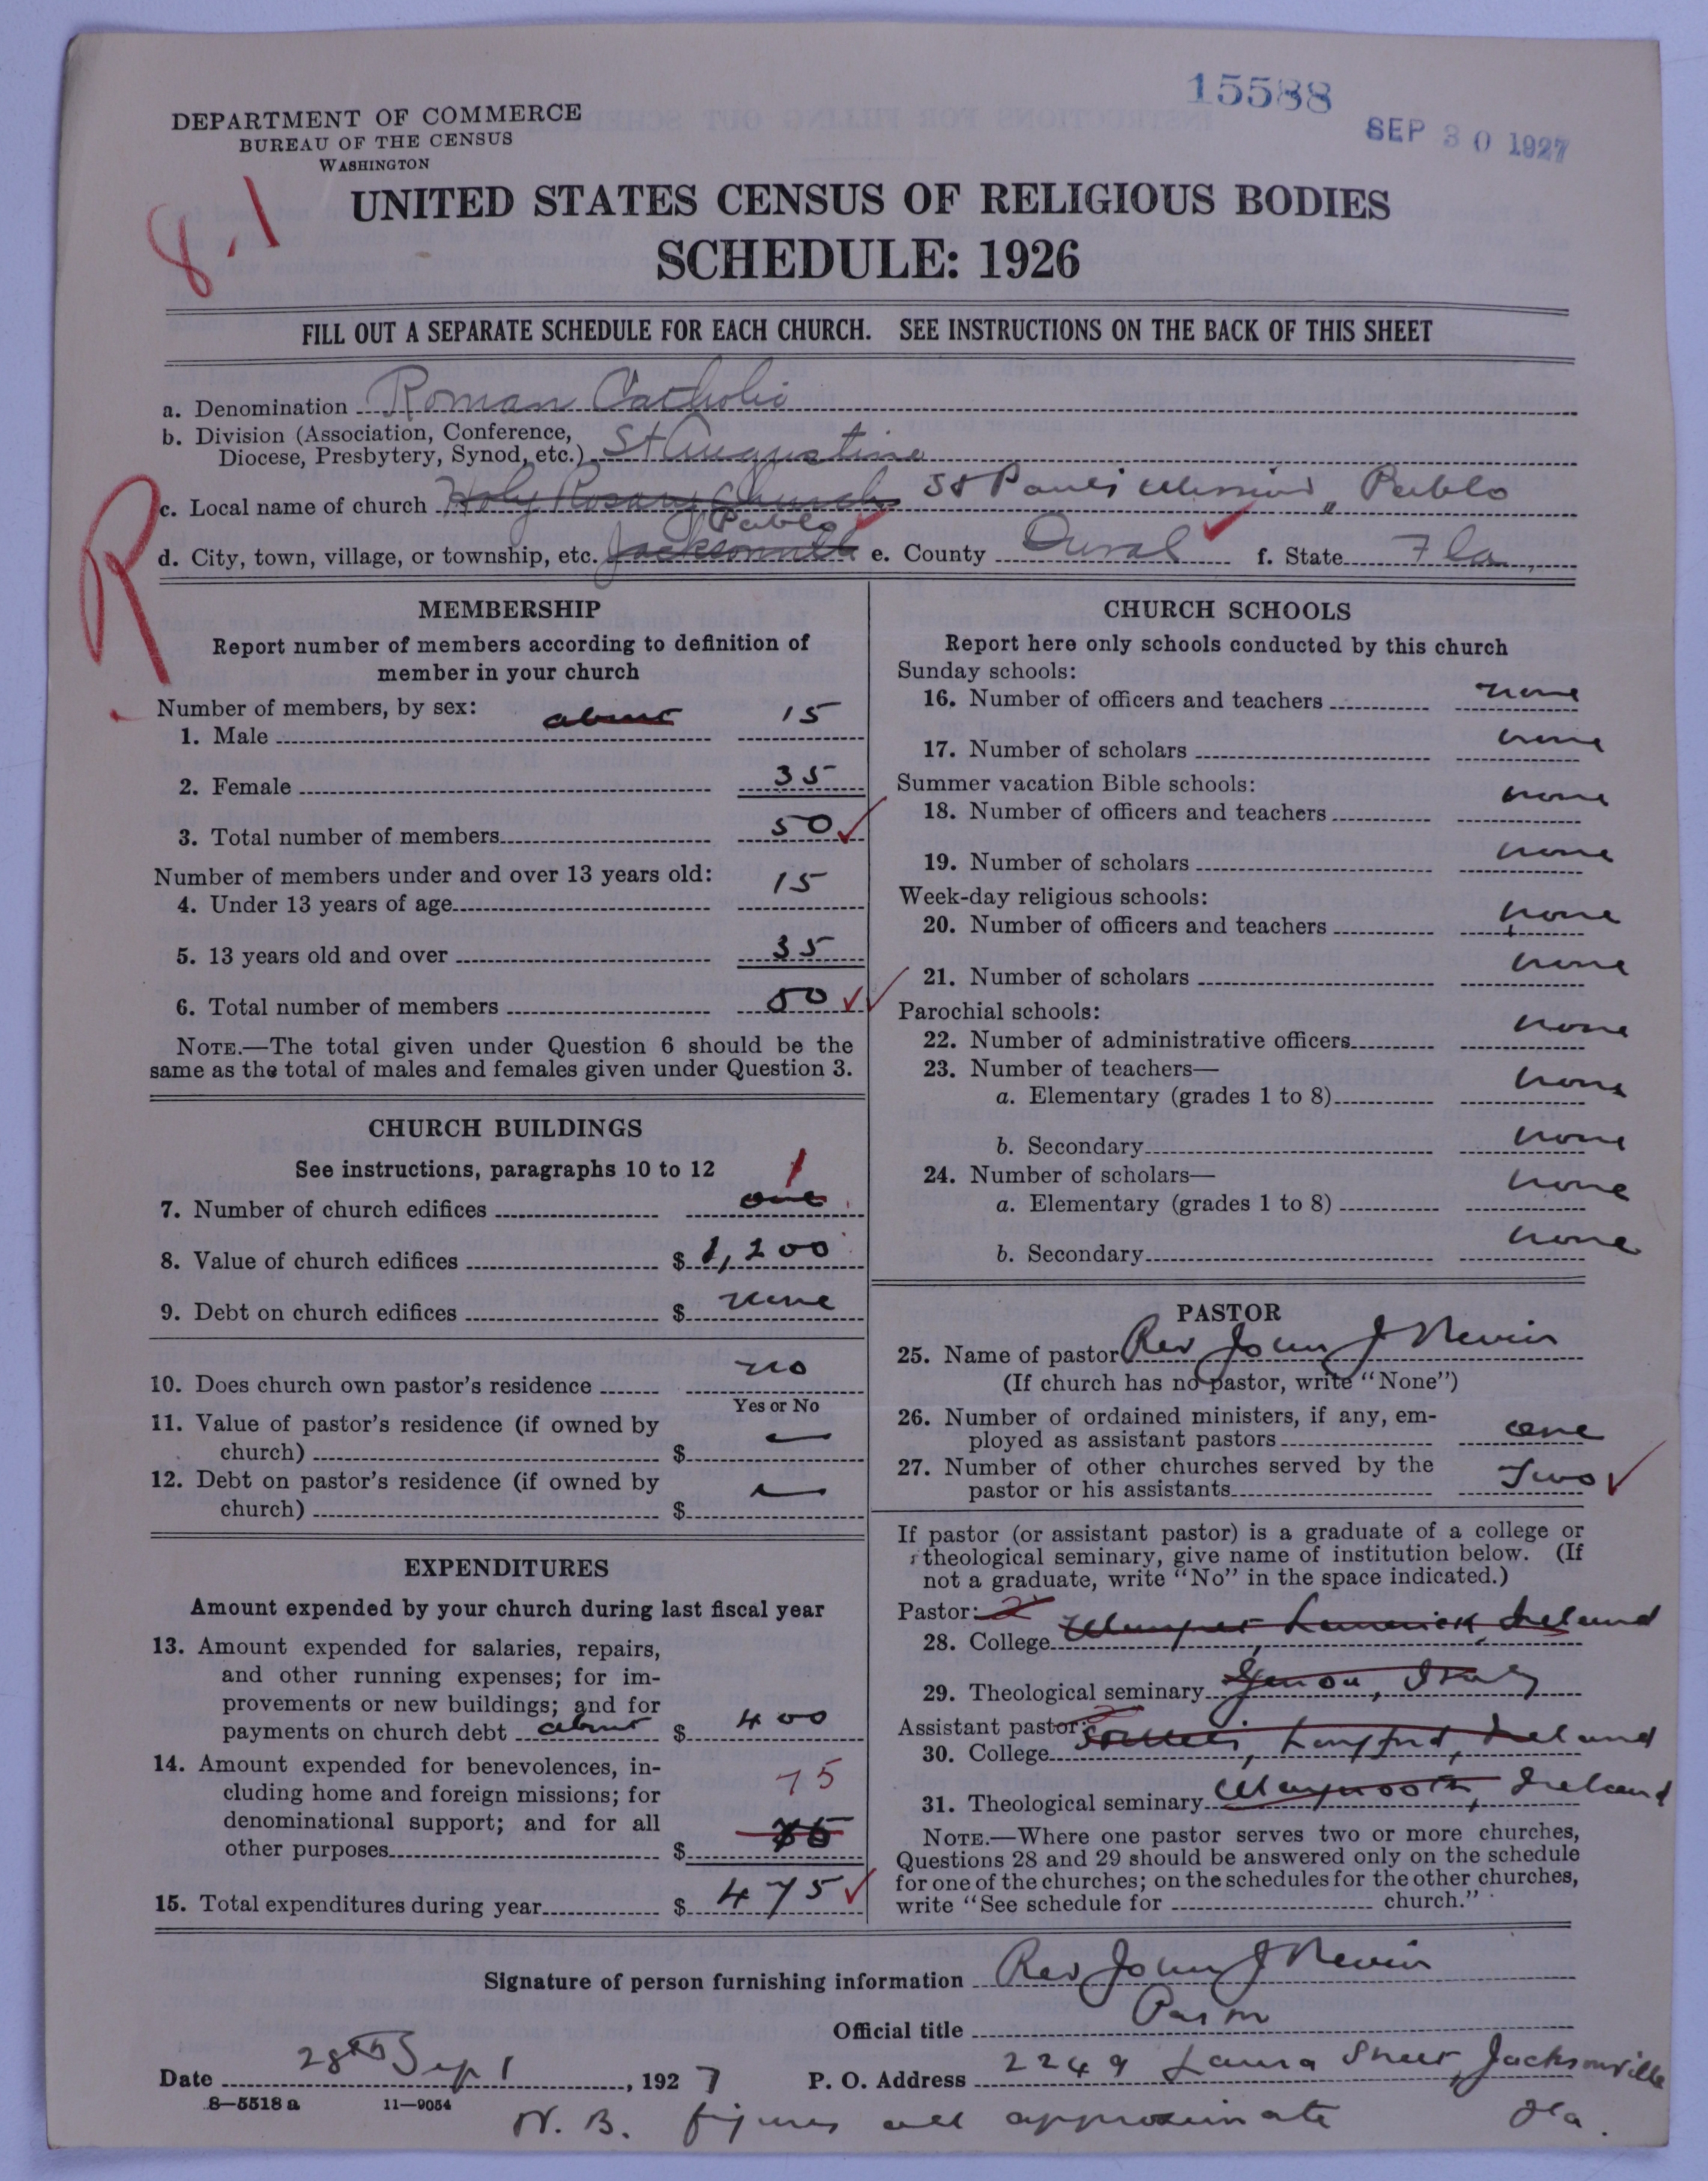 15588
SEP 30 1927
DEPARTMENT OF COMMERCE
BUREAU OF THE CENSUS
WASHINGTON
8.1
UNITED STATES CENSUS OF RELIGIOUS BODIES
SCHEDULE: 1926
FILL OUT A SEPARATE SCHEDULE FOR EACH CHURCH. SEE INSTRUCTIONS ON THE BACK OF THIS SHEET
a. Denomination Roman Catholic
b. Division (Association, Conference,
Diocese, Presbytery, Synod, etc.) St Augustine
R
c. Local name of church Holy Rosary Church St Paul's Mission, Pablo
Pablo
d. City, town, village, or township, etc. Jacksonville e. County Duval f. State Fla,
MEMBERSHIP
Report number of members according to definition of
member in your church
Number of members, by sex:
1. Male about 15
2. Female 35
3. Total number of members 50
Number of members under and over 13 years old:
4. Under 13 years of age 15
5. 13 years old and over 35
6. Total number of members 50
NOTE.—The total given under Question 6 should be the
same as the total of males and females given under Question 3.
CHURCH BUILDINGS
See instructions, paragraphs 10 to 12
1
7. Number of church edifices one
8. Value of church edifices $ 1,200
9. Debt on church edifices $ none
10. Does church own pastor's residence no
Yes or No
11. Value of pastor's residence (if owned by
church) $ —
12. Debt on pastor's residence (if owned by
church) $ —
EXPENDITURES
Amount expended by your church during last fiscal year
13. Amount expended for salaries, repairs,
and other running expenses; for im-
provements or new buildings; and for
payments on church debt about $ 400
14. Amount expended for benevolences, in-
cluding home and foreign missions; for
75
denominational support; and for all
other purposes $ 75
15. Total expenditures during year $ 475
CHURCH SCHOOLS
Report here only schools conducted by this church
Sunday schools:
16. Number of officers and teachers none
17. Number of scholars none
Summer vacation Bible schools:
18. Number of officers and teachers none
19. Number of scholars none
Week-day religious schools:
20. Number of officers and teachers none
21. Number of scholars none
Parochial schools:
22. Number of administrative officers none
23. Number of teachers—
a. Elementary (grades 1 to 8) none
b. Secondary none
24. Number of scholars—
a. Elementary (grades 1 to 8) none
b. Secondary none
PASTOR
25. Name of pastor Rev John J Nevin
(If church has no pastor, write "None")
26. Number of ordained ministers, if any, em-
ployed as assistant pastors one
27. Number of other churches served by the
pastor or his assistants Two
If pastor (or assistant pastor) is a graduate of a college or
theological seminary, give name of institution below. (If
not a graduate, write "No" in the space indicated.)
Pastor: 2
28. College Limerick, Ireland
29. Theological seminary Genoa, Italy
Assistant pastor: 2
30. College Longford, Ireland
31. Theological seminary Maynooth, Ireland
NOTE.—Where one pastor serves two or more churches,
Questions 28 and 29 should be answered only on the schedule
for one of the churches; on the schedules for the other churches,
write "See schedule for church."
Signature of person furnishing information Rev John J Nevin
Official title Pastor
Date 28th Sept, 1927 P. O. Address 2249 Laura Street, Jacksonville
8—5518 a 11—9054
N. B. figures all approximate Fla.